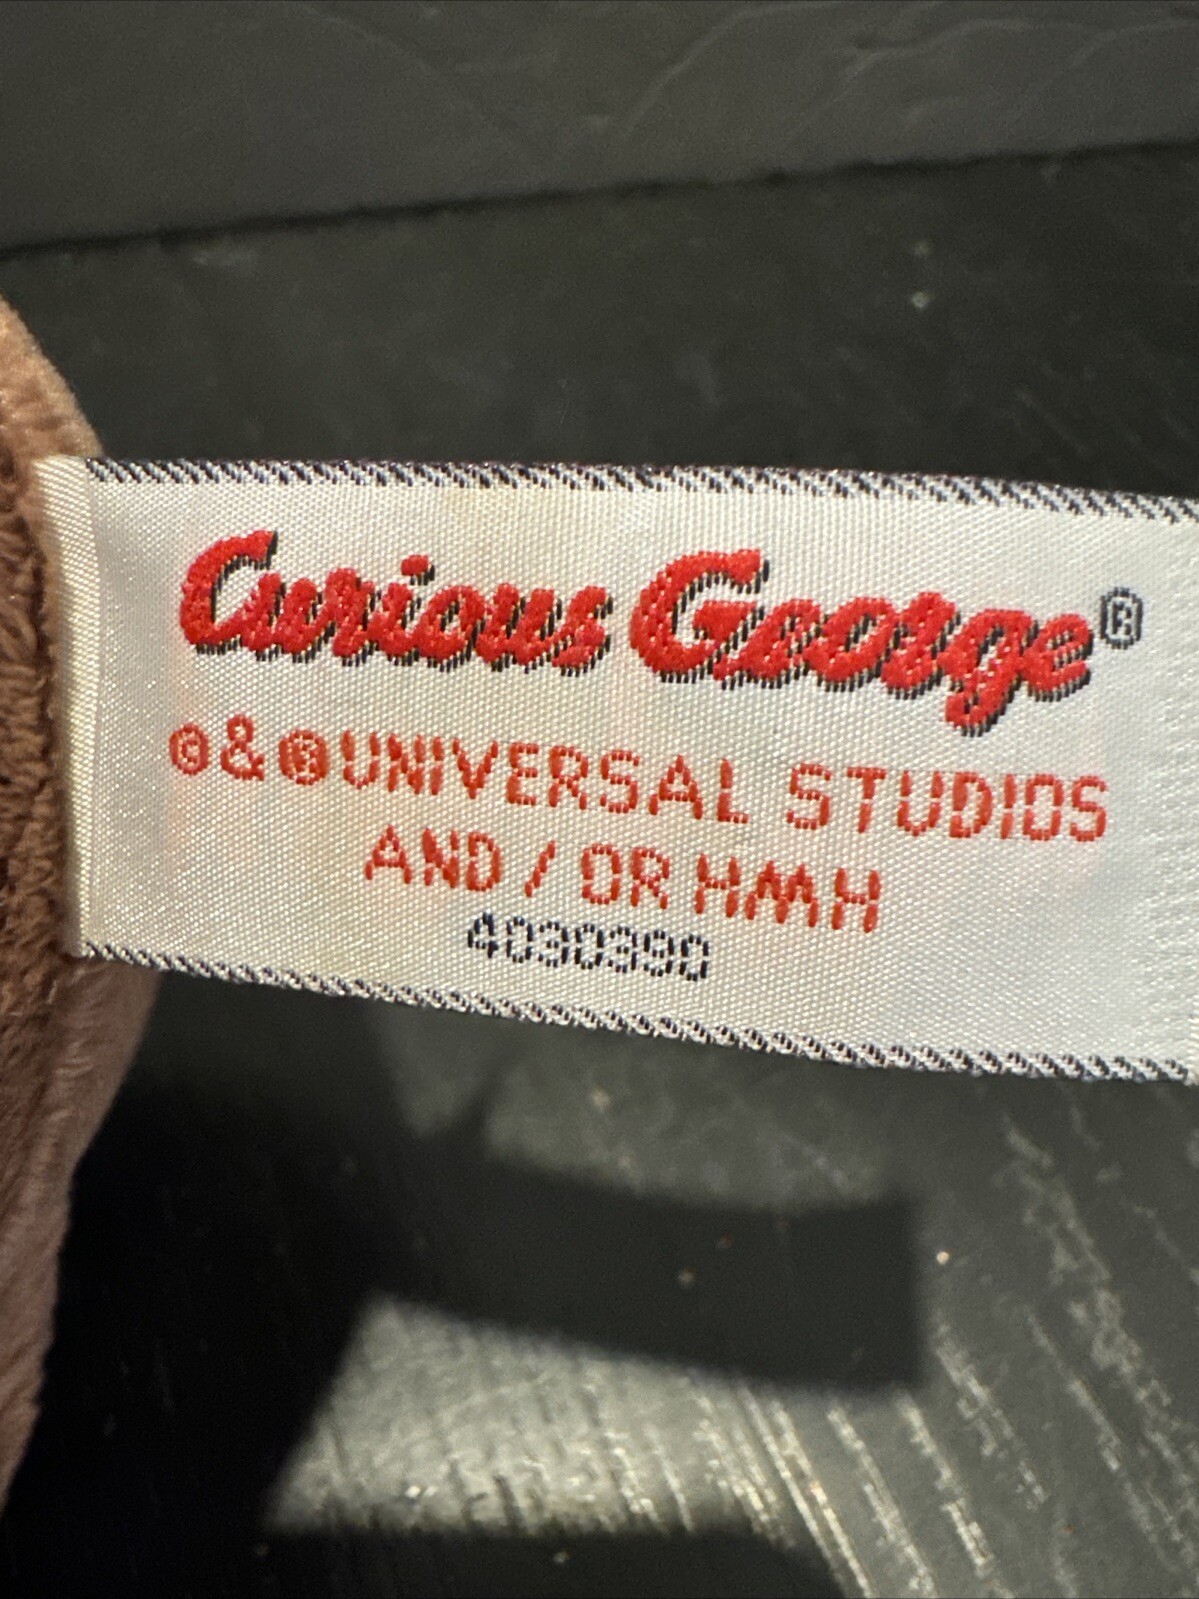 Curious George®
©&®UNIVERSAL STUDIOS
AND / OR HMH
4030390